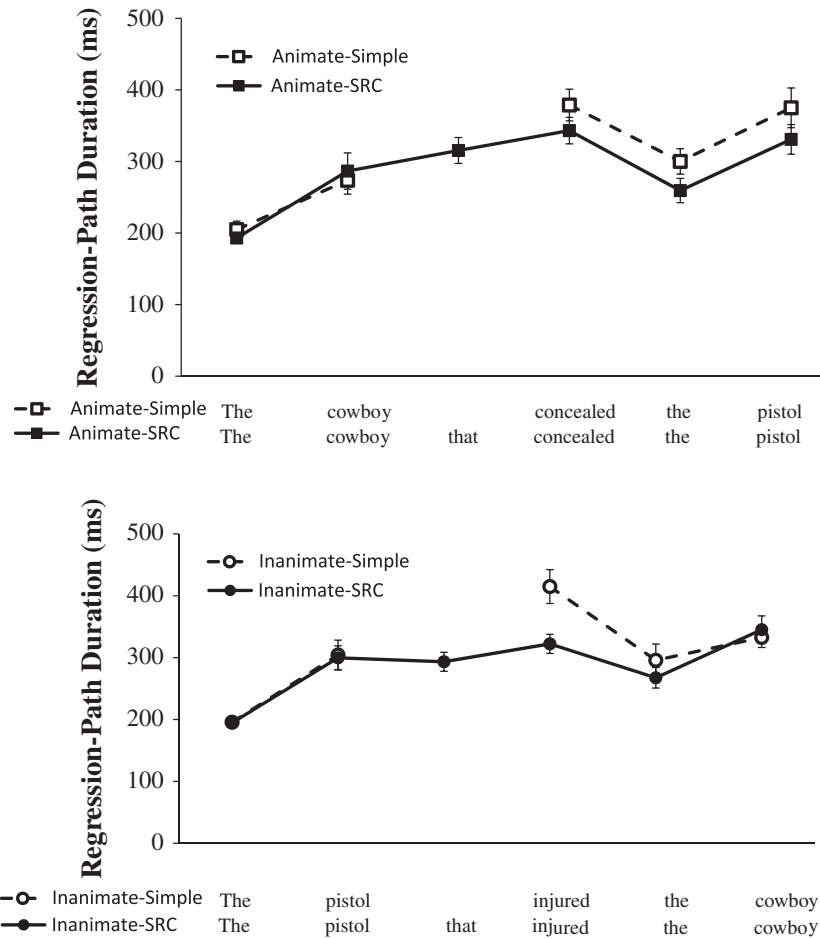 500
400
300
200
100
0
Regression-Path Duration (ms)
Animate-Simple
Animate-SRC
Animate-Simple The cowboy concealed the pistol
Animate-SRC The cowboy that concealed the pistol
500
400
300
200
100
0
Regression-Path Duration (ms)
Inanimate-Simple
Inanimate-SRC
Inanimate-Simple The pistol injured the cowboy
Inanimate-SRC The pistol that injured the cowboy